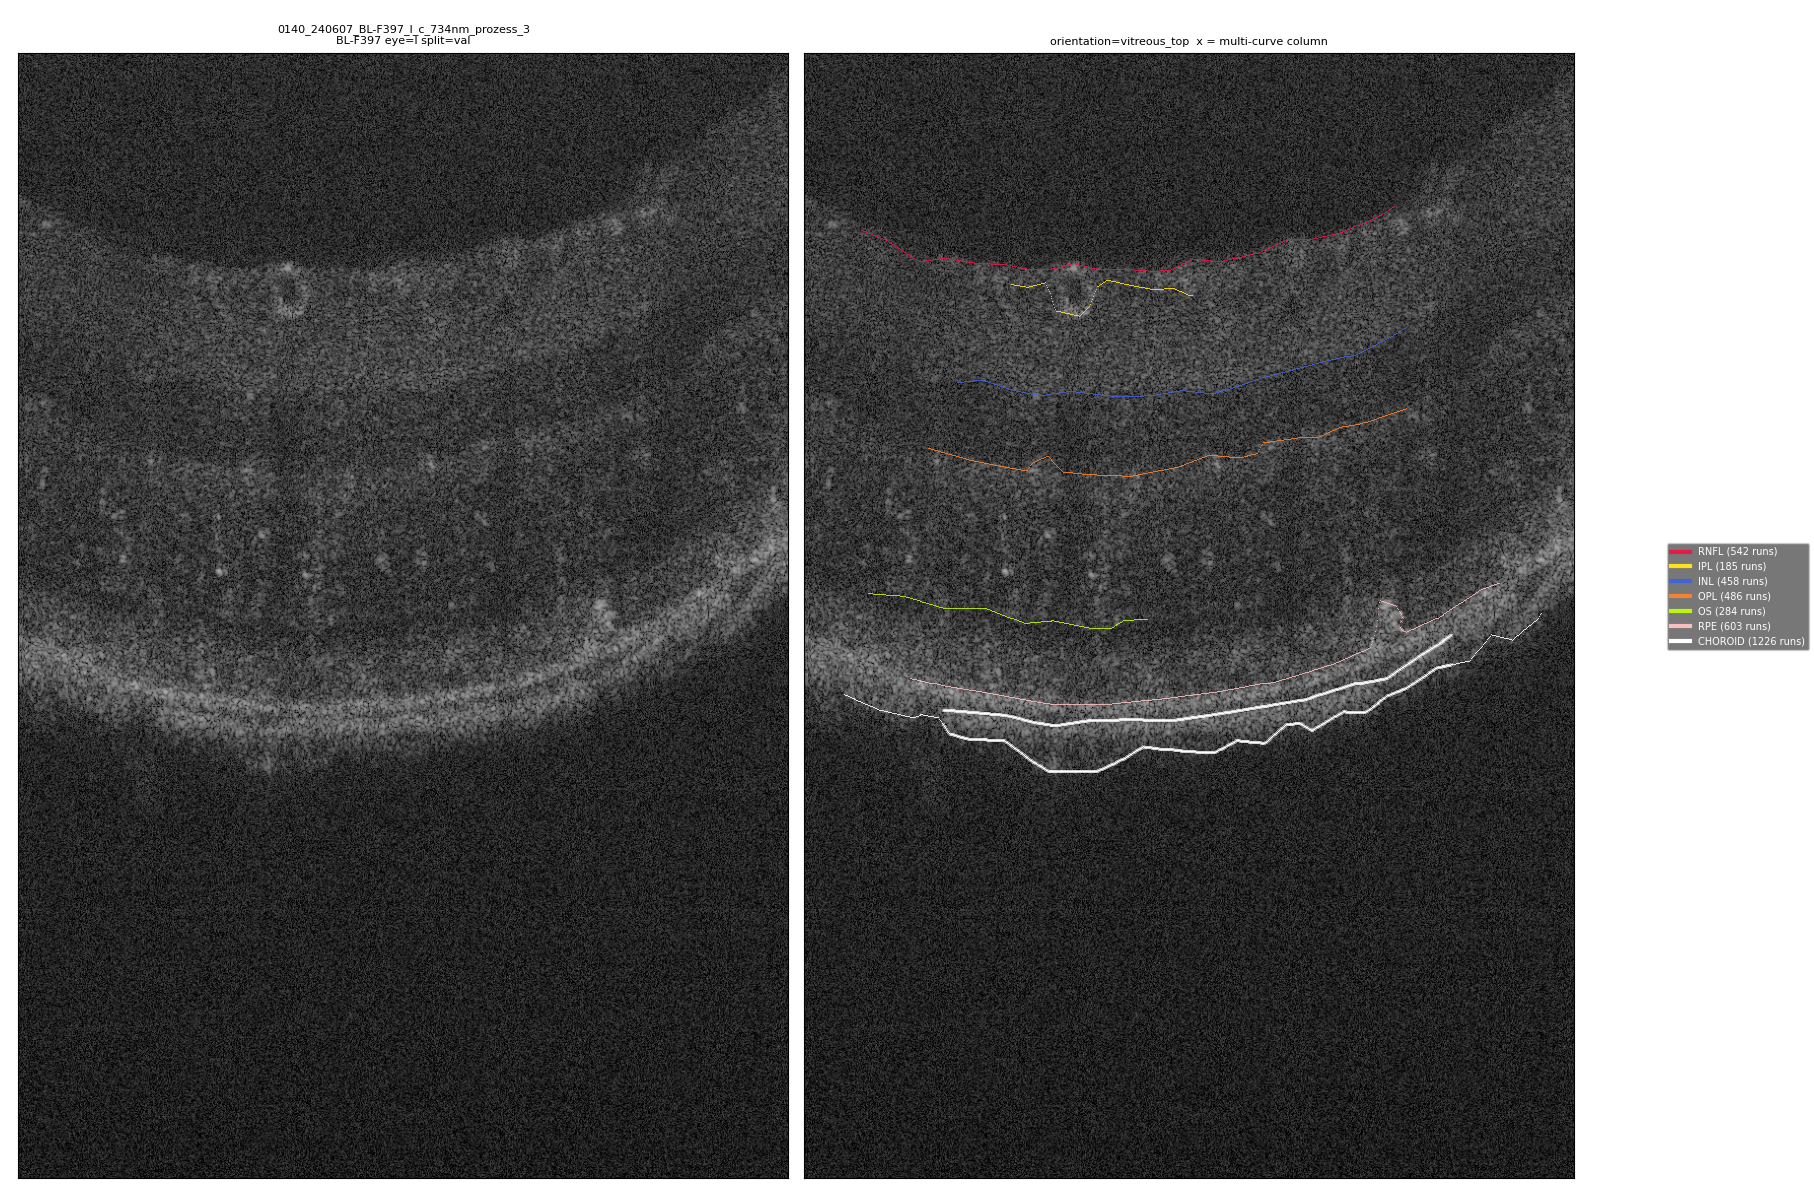 0140_240607_BL-F397_l_c_734nm_prozess_3
BL-F397 eye=l split=val
orientation=vitreous_top x = multi-curve column
RNFL (542 runs)
IPL (185 runs)
INL (458 runs)
OPL (486 runs)
OS (284 runs)
RPE (603 runs)
CHOROID (1226 runs)